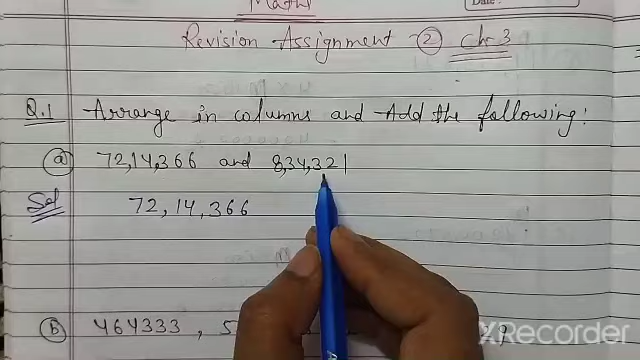 Maths
Date :
Revision Assignment - ② Ch-3
Q.1 Arrange in columns and Add the following:
ⓐ 72,14,366 and 8,34,321
Sol 72, 14, 366
ⓑ 464333 , 5
XRecorder